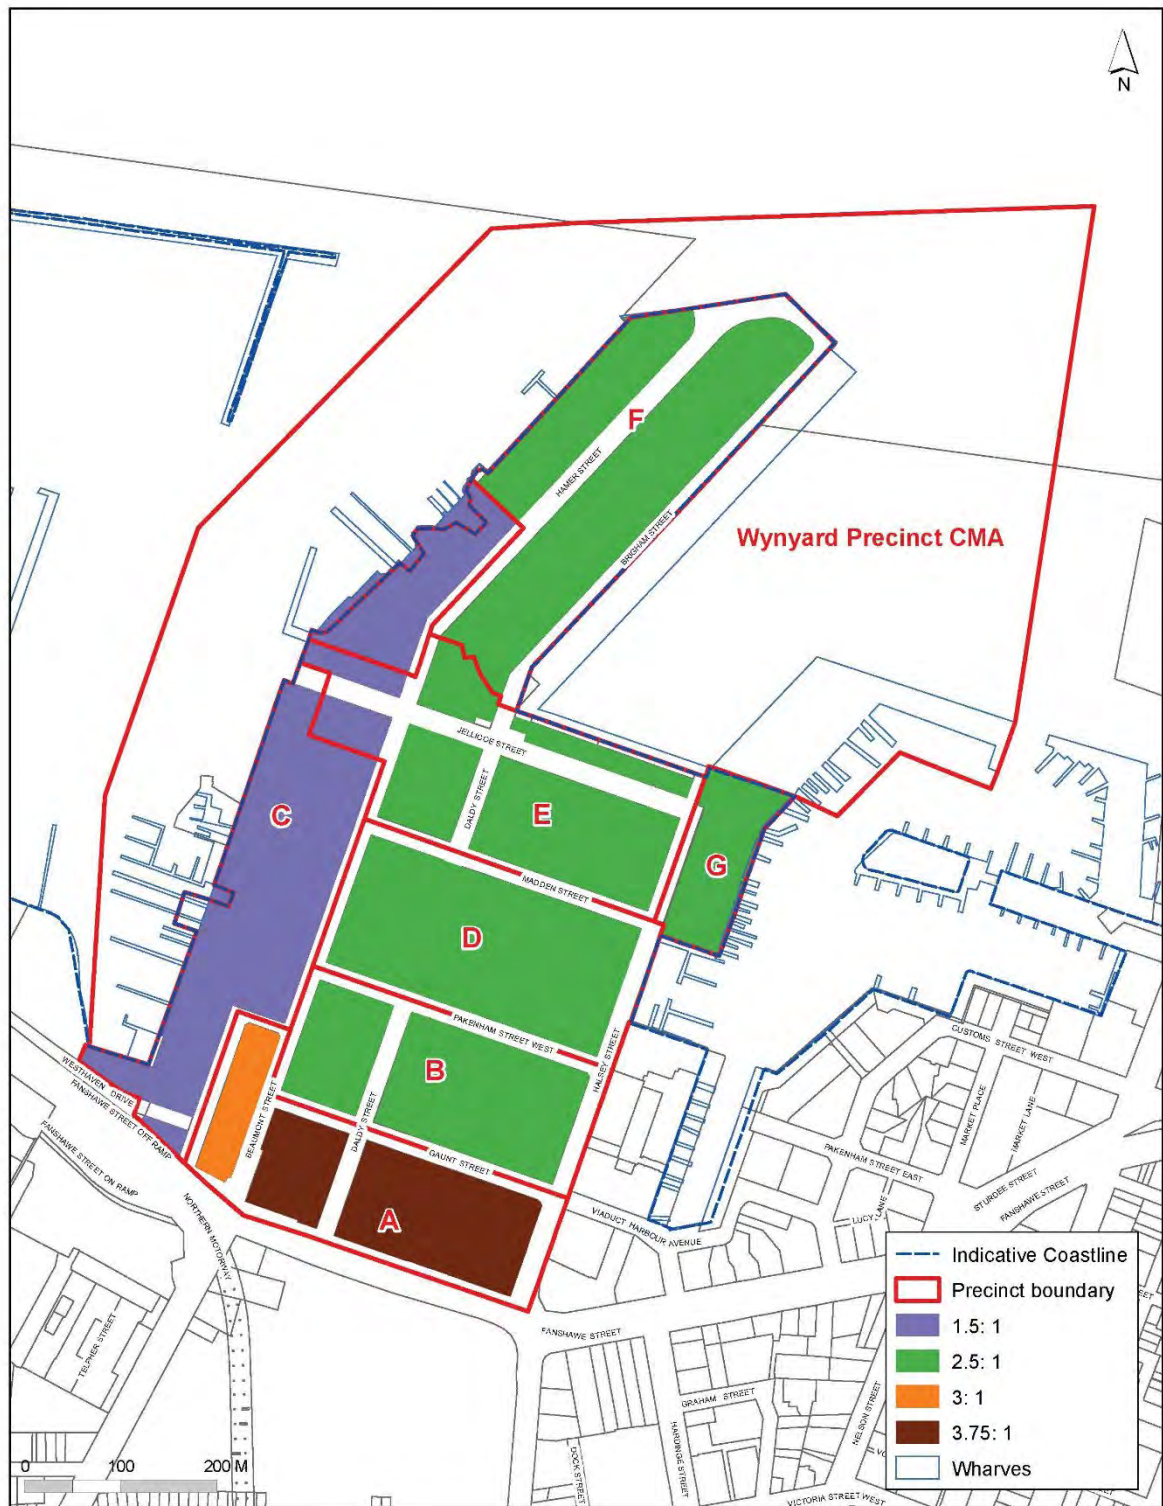 N
F
HAMER STREET
BRIGHAM STREET
Wynyard Precinct CMA
JELLICOE STREET
DALDY STREET
C
E
G
MADDEN STREET
D
PAKENHAM STREET WEST
HALSEY STREET
CUSTOMS STREET WEST
B
MARKET PLACE
MARKET LANE
WESTHAVEN DRIVE
FANSHAWE STREET OFF RAMP
FANSHAWE STREET ON RAMP
BEAUMONT STREET
DALDY STREET
GAUNT STREET
PAKENHAM STREET EAST
STURDEE STREET
FANSHAWE STREET
LUCY LANE
A
VIADUCT HARBOUR AVENUE
NORTHERN MOTORWAY
TELPHER STREET
FANSHAWE STREET
GRAHAM STREET
HARDINGE STREET
NELSON STREET
DOCK STREET
VICTORIA STREET WEST
Indicative Coastline
Precinct boundary
1.5: 1
2.5: 1
3: 1
3.75: 1
Wharves
0 100 200 M